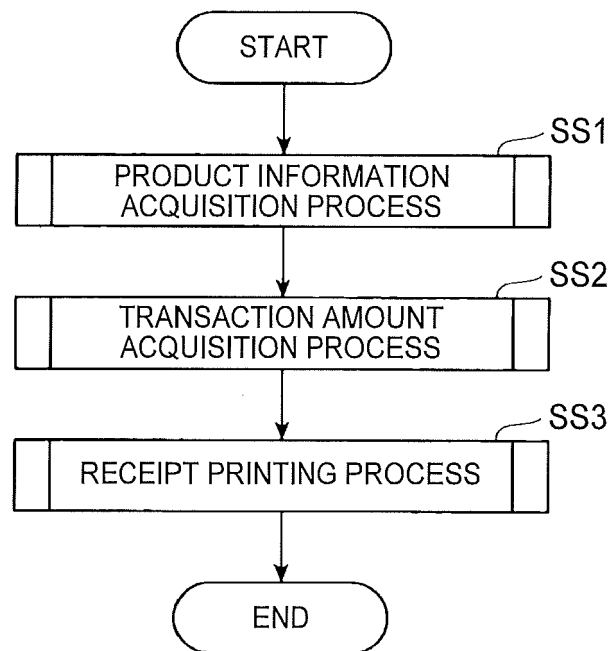 START
SS1
PRODUCT INFORMATION
ACQUISITION PROCESS
SS2
TRANSACTION AMOUNT
ACQUISITION PROCESS
SS3
RECEIPT PRINTING PROCESS
END